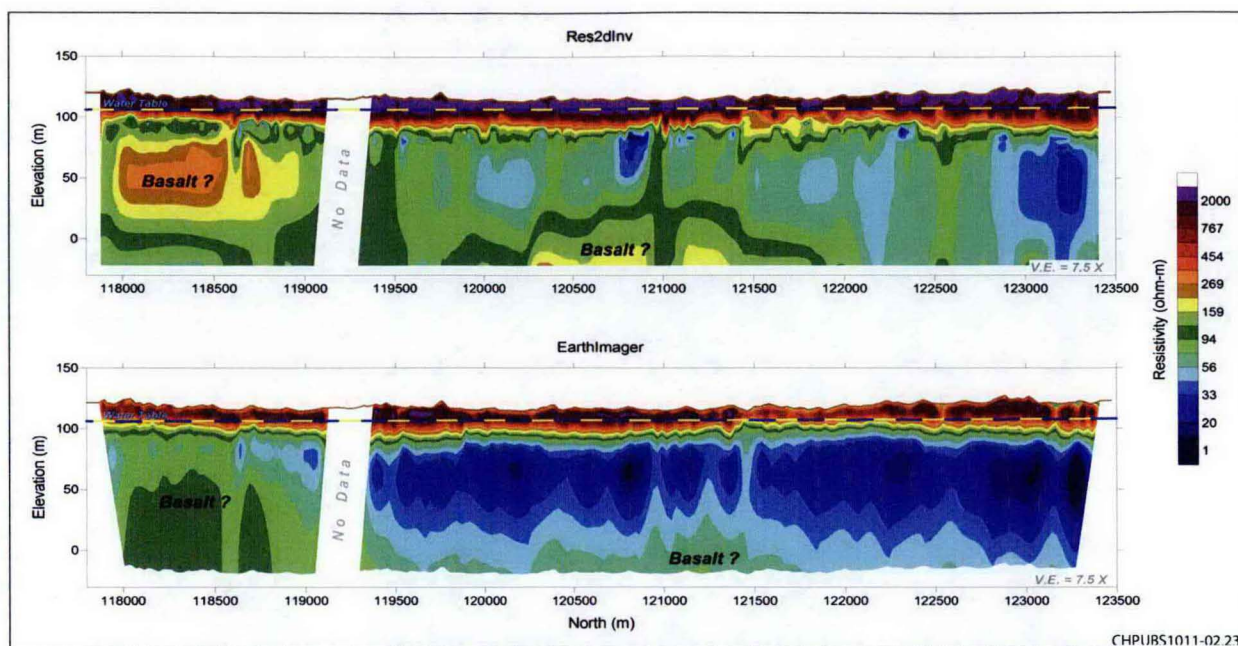 Res2dInv
150
100
50
0
Elevation (m)
Water Table
Basalt ?
No Data
Basalt ?
V.E. = 7.5 X
118000 118500 119000 119500 120000 120500 121000 121500 122000 122500 123000 123500
EarthImager
150
100
50
0
Elevation (m)
Water Table
Basalt ?
No Data
Basalt ?
V.E. = 7.5 X
118000 118500 119000 119500 120000 120500 121000 121500 122000 122500 123000 123500
North (m)
Resistivity (ohm-m)
2000
767
454
269
159
94
56
33
20
1
CHPUBS1011-02.23